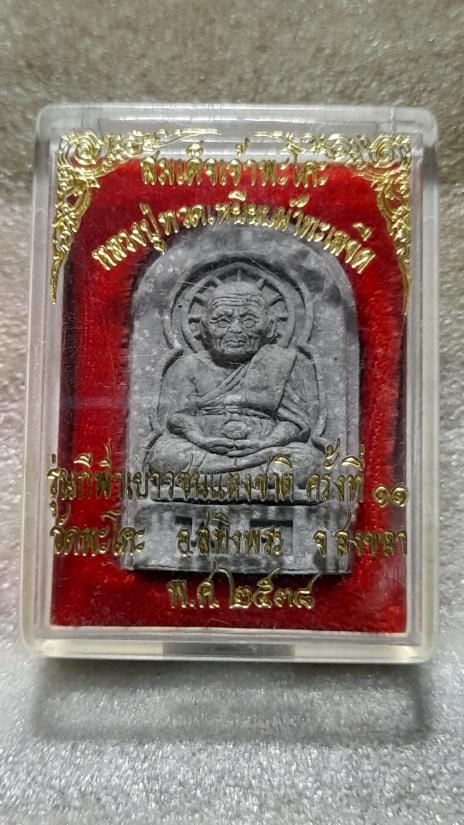 สมเด็จเจ้าพะโคะ
หลวงปู่ทวดเหยียบน้ำทะเลจืด
รุ่นกีฬาเยาวชนแห่งชาติ ครั้งที่ ๑๑
วัดพะโคะ อ.สทิงพระ จ.สงขลา
พ.ศ.๒๕๓๘